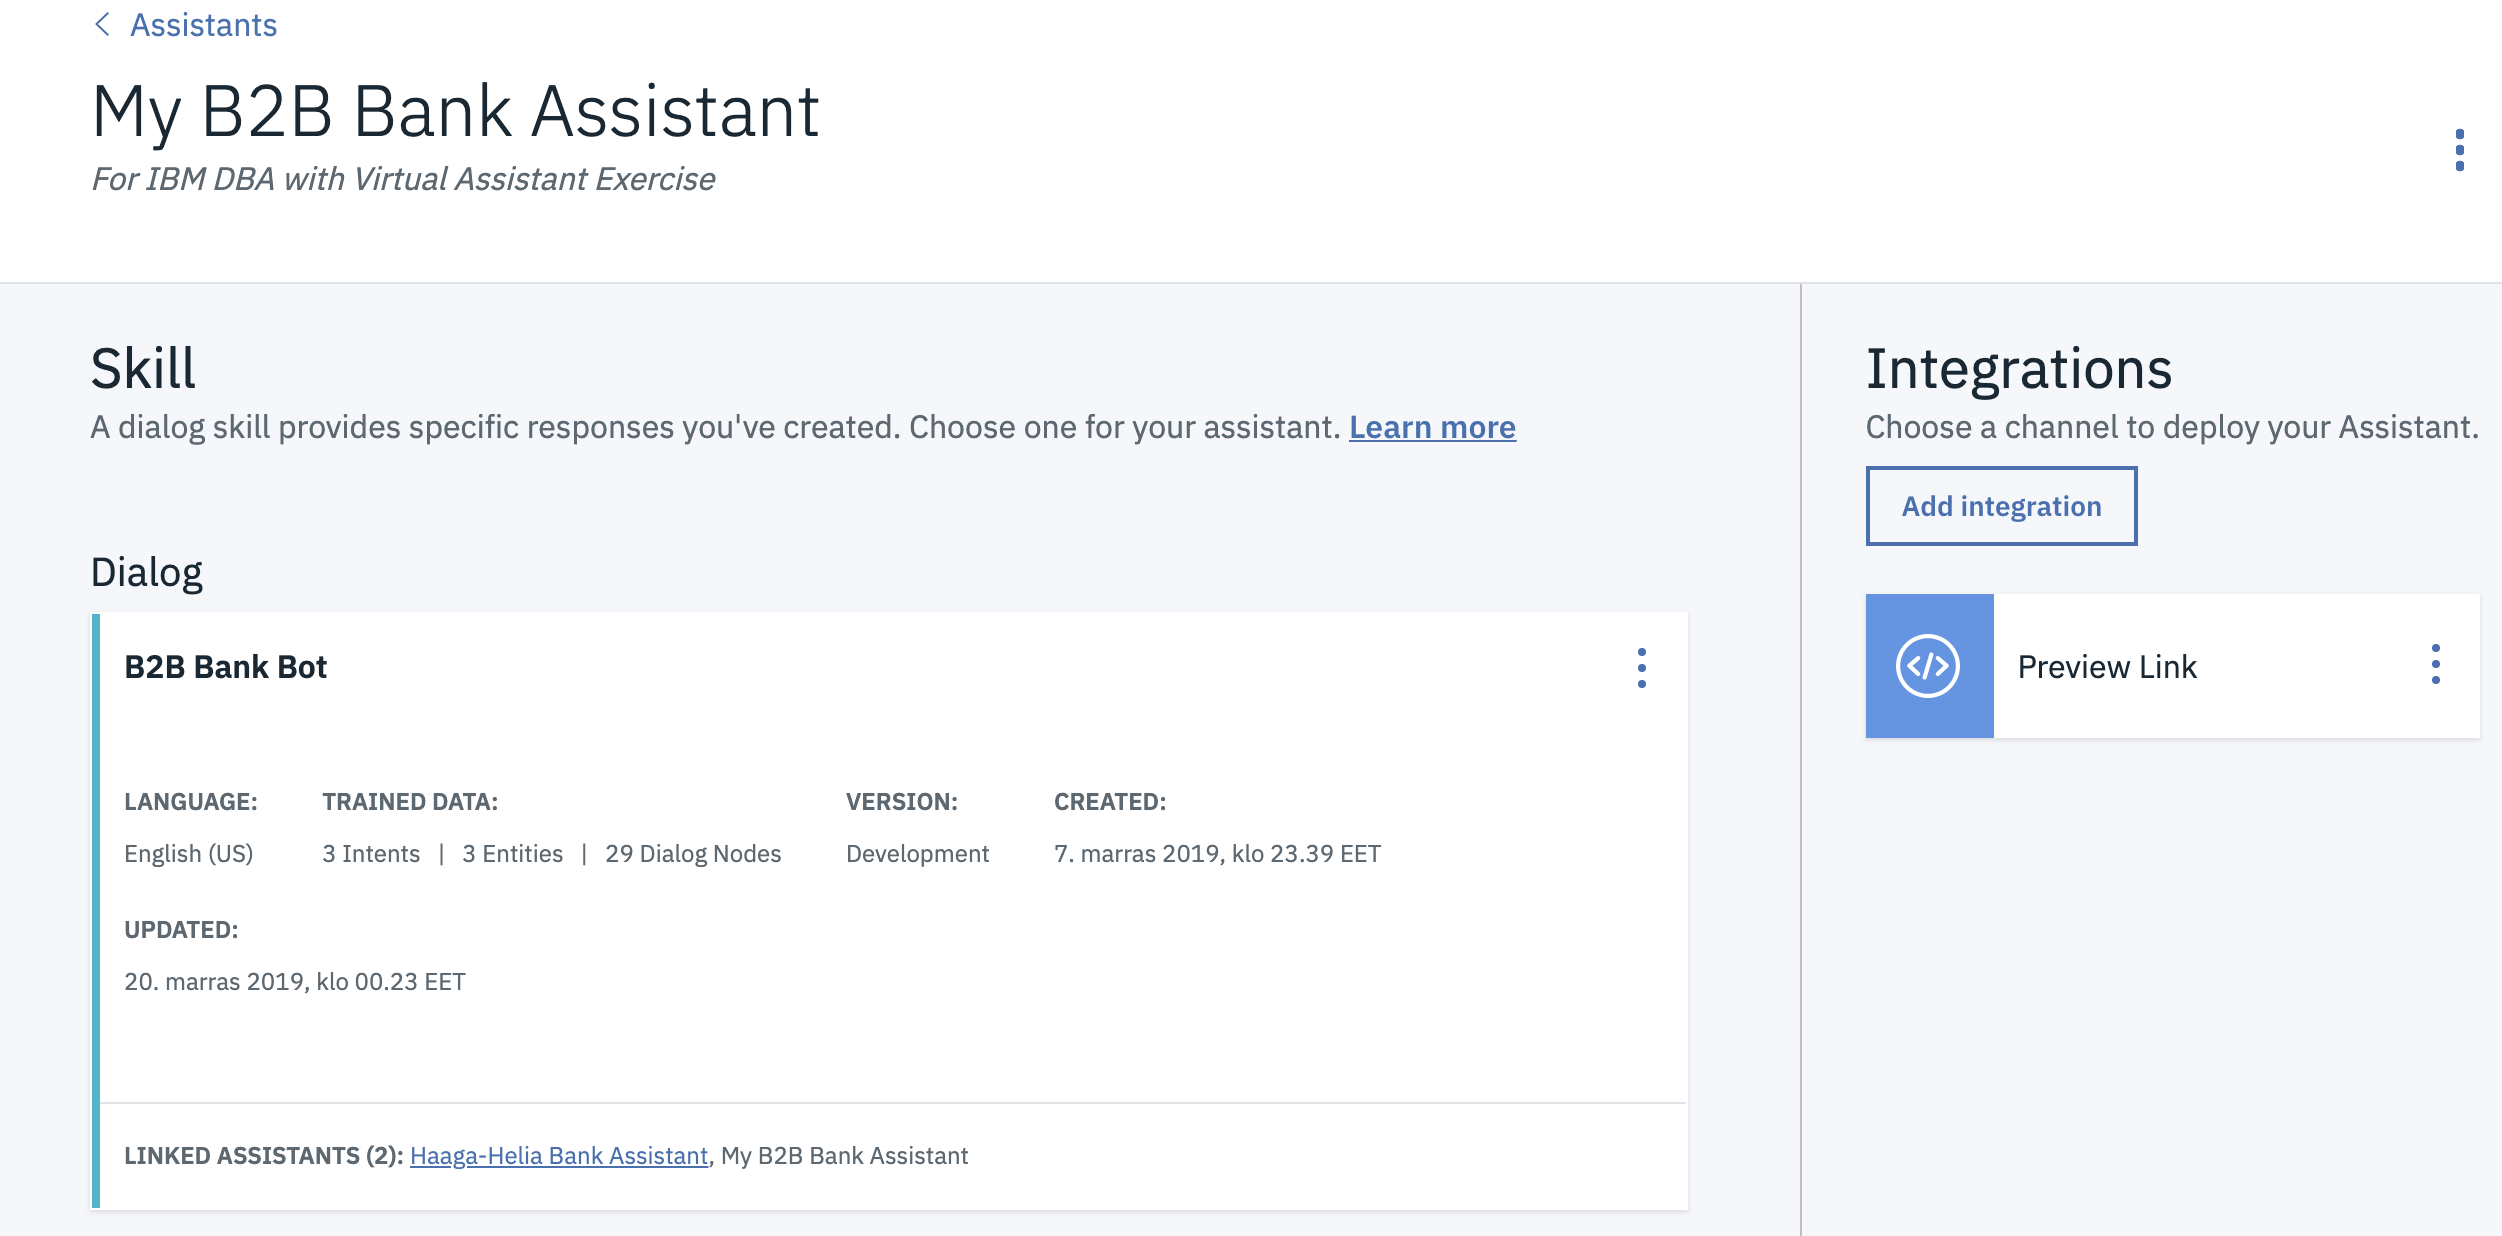 Assistants
My B2B Bank Assistant
For IBM DBA with Virtual Assistant Exercise
Skill
A dialog skill provides specific responses you've created. Choose one for your assistant. Learn more
Dialog
B2B Bank Bot
LANGUAGE: TRAINED DATA: VERSION: CREATED:
English (US) 3 Intents | 3 Entities | 29 Dialog Nodes Development 7. marras 2019, klo 23.39 EET
UPDATED:
20. marras 2019, klo 00.23 EET
LINKED ASSISTANTS (2): Haaga-Helia Bank Assistant, My B2B Bank Assistant
Integrations
Choose a channel to deploy your Assistant.
Add integration
Preview Link